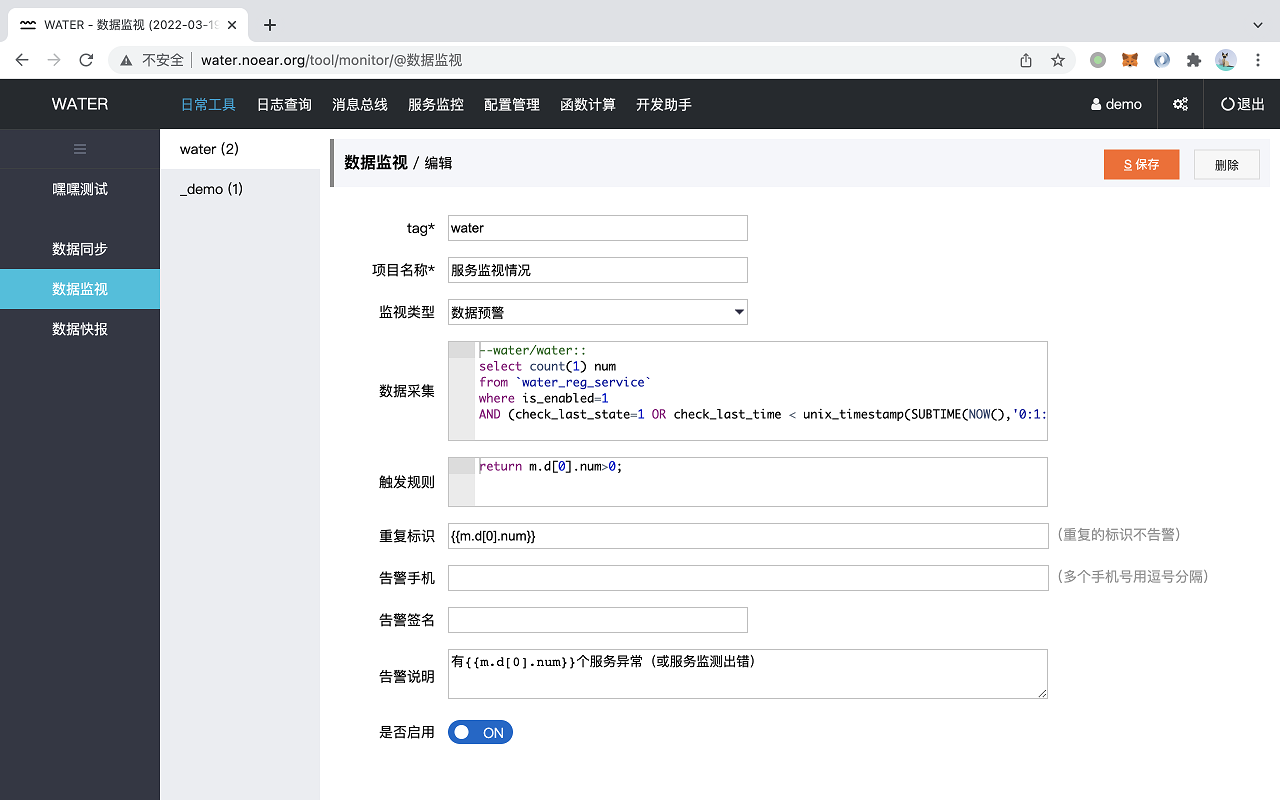 WATER - 数据监视 (2022-03-19
不安全
water.noear.org/tool/monitor/@数据监视
WATER
日常工具 日志查询 消息总线 服务监控 配置管理 函数计算 开发助手
demo
退出
嘿嘿测试
数据同步
数据监视
数据快报
water (2)
_demo (1)
数据监视 / 编辑
S 保存
删除
tag* water
项目名称* 服务监视情况
监视类型 数据预警
数据采集
--water/water::
select count(1) num
from `water_reg_service`
where is_enabled=1
AND (check_last_state=1 OR check_last_time < unix_timestamp(SUBTIME(NOW(),'0:1:
触发规则
return m.d[0].num>0;
重复标识 {{m.d[0].num}} (重复的标识不告警)
告警手机 (多个手机号用逗号分隔)
告警签名
告警说明 有{{m.d[0].num}}个服务异常（或服务监测出错）
是否启用 ON